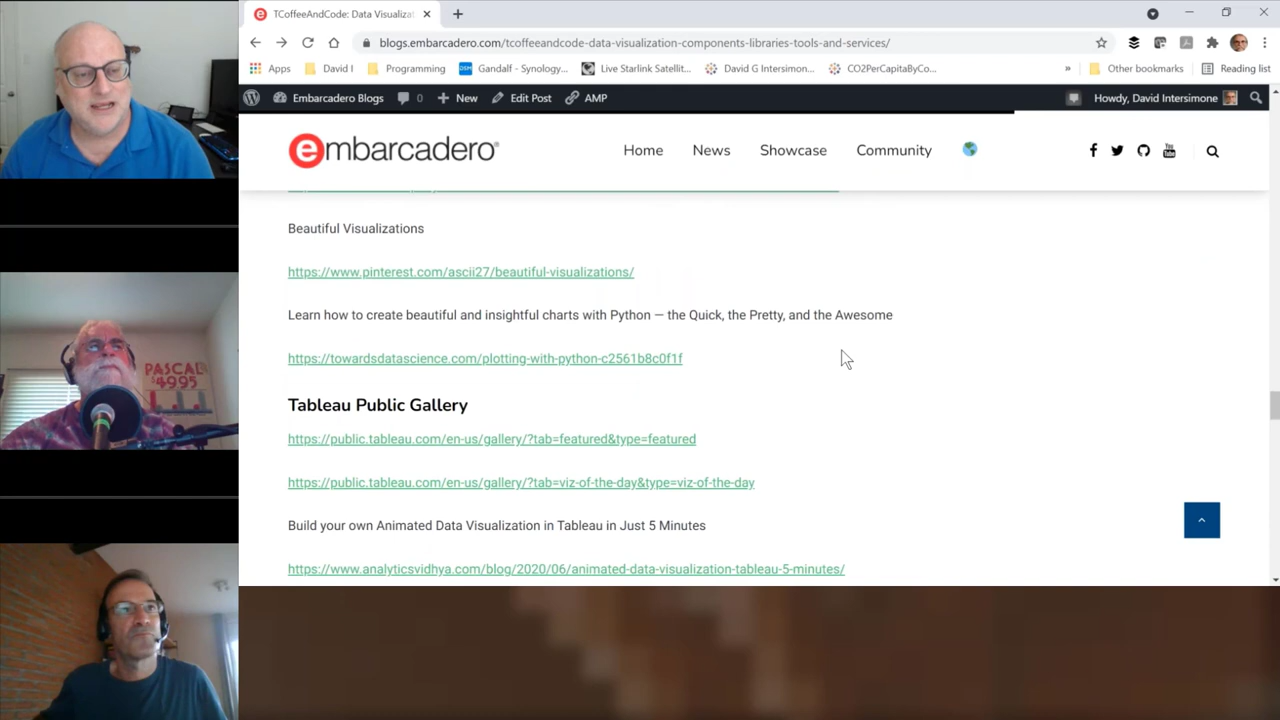 TCoffeeAndCode: Data Visualizat
blogs.embarcadero.com/tcoffeeandcode-data-visualization-components-libraries-tools-and-services/
Apps David I Programming Gandalf - Synology... Live Starlink Satellit... David G Intersimon... CO2PerCapitaByCo... » Other bookmarks Reading list
Embarcadero Blogs 0 New Edit Post AMP Howdy, David Intersimone
embarcadero® Home News Showcase Community
Beautiful Visualizations
https://www.pinterest.com/ascii27/beautiful-visualizations/
Learn how to create beautiful and insightful charts with Python — the Quick, the Pretty, and the Awesome
https://towardsdatascience.com/plotting-with-python-c2561b8c0f1f
Tableau Public Gallery
https://public.tableau.com/en-us/gallery/?tab=featured&type=featured
https://public.tableau.com/en-us/gallery/?tab=viz-of-the-day&type=viz-of-the-day
Build your own Animated Data Visualization in Tableau in Just 5 Minutes
https://www.analyticsvidhya.com/blog/2020/06/animated-data-visualization-tableau-5-minutes/
PASCAL
$4995